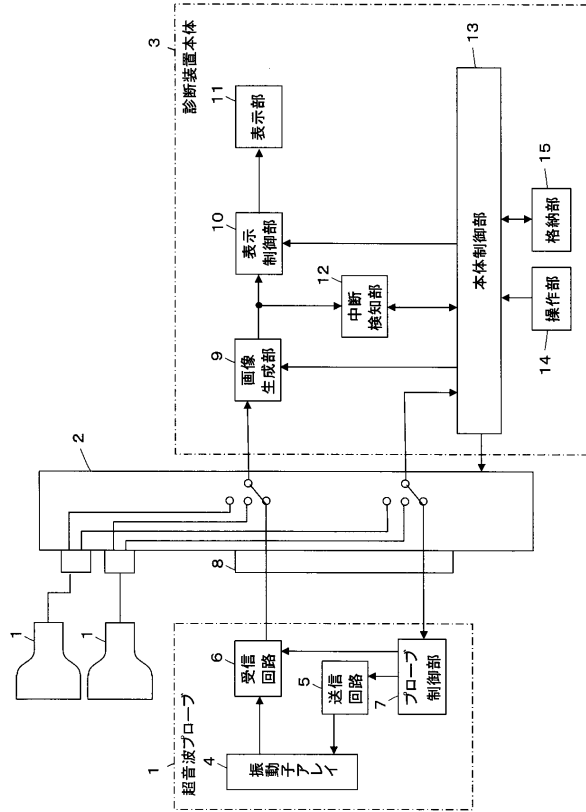 1
超音波プローブ
4
振動子アレイ
5
送信
回路
6
受信
回路
7
プローブ
制御部
1
1
8
2
3
診断装置本体
9
画像
生成部
10
表示
制御部
11
表示部
12
中断
検知部
13
本体制御部
14
操作部
15
格納部